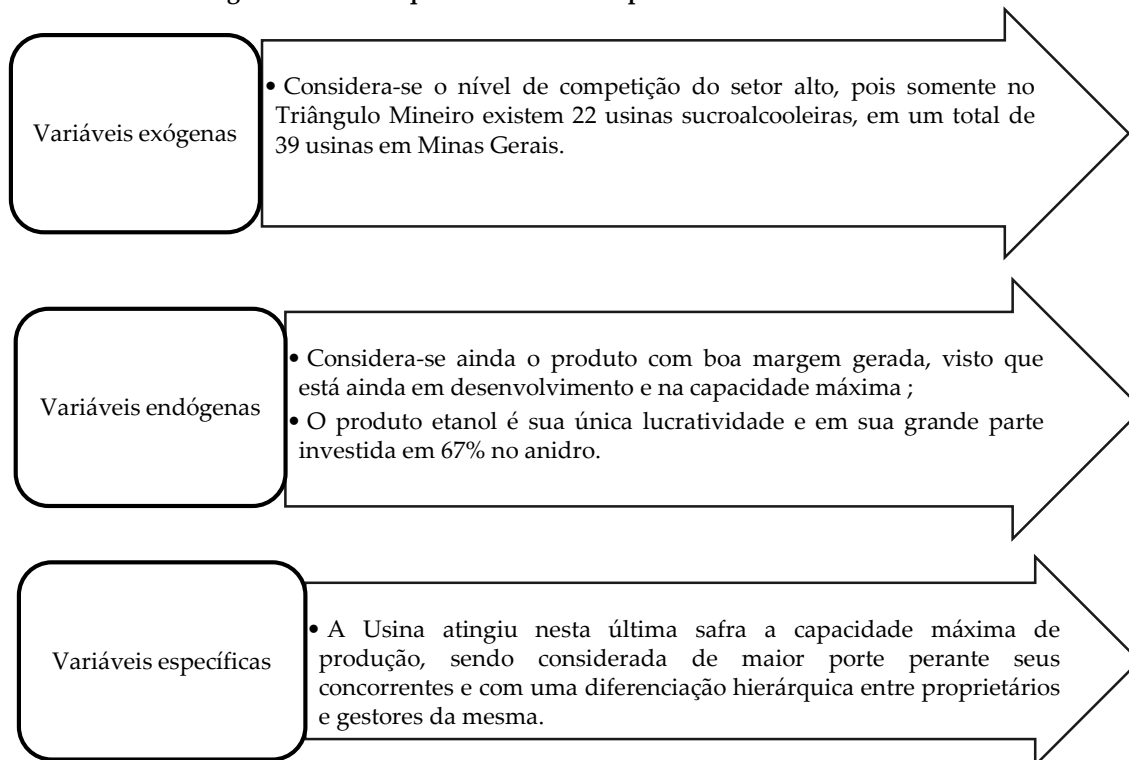 Variáveis exógenas
• Considera-se o nível de competição do setor alto, pois somente no
Triângulo Mineiro existem 22 usinas sucroalcooleiras, em um total de
39 usinas em Minas Gerais.
Variáveis endógenas
• Considera-se ainda o produto com boa margem gerada, visto que
está ainda em desenvolvimento e na capacidade máxima ;
• O produto etanol é sua única lucratividade e em sua grande parte
investida em 67% no anidro.
Variáveis específicas
• A Usina atingiu nesta última safra a capacidade máxima de
produção, sendo considerada de maior porte perante seus
concorrentes e com uma diferenciação hierárquica entre proprietários
e gestores da mesma.